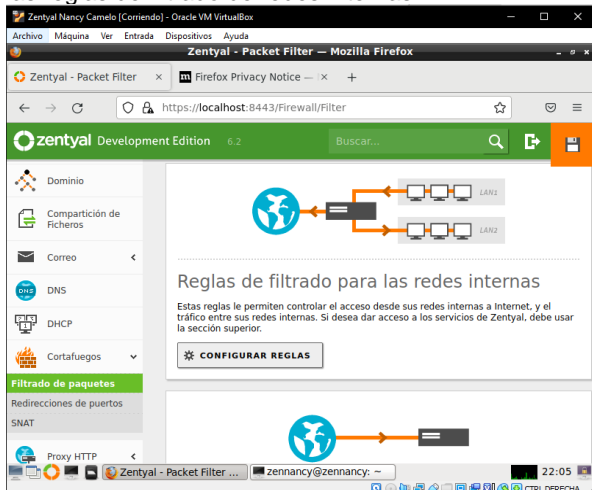 Zentyal Nancy Camelo [Corriendo] - Oracle VM VirtualBox
Archivo Máquina Ver Entrada Dispositivos Ayuda
Zentyal - Packet Filter — Mozilla Firefox
Zentyal - Packet Filter
Firefox Privacy Notice —
https://localhost:8443/Firewall/Filter
zentyal Development Edition 6.2
Buscar...
Dominio
Compartición de
Ficheros
Correo
DNS
DHCP
Cortafuegos
Filtrado de paquetes
Redirecciones de puertos
SNAT
Proxy HTTP
LAN1
LAN2
Reglas de filtrado para las redes internas
Estas reglas le permiten controlar el acceso desde sus redes internas a Internet, y el
tráfico entre sus redes internas. Si desea dar acceso a los servicios de Zentyal, debe usar
la sección superior.
CONFIGURAR REGLAS
Zentyal - Packet Filter ...
zennancy@zennancy: ~
22:05
CTRL DERECHA